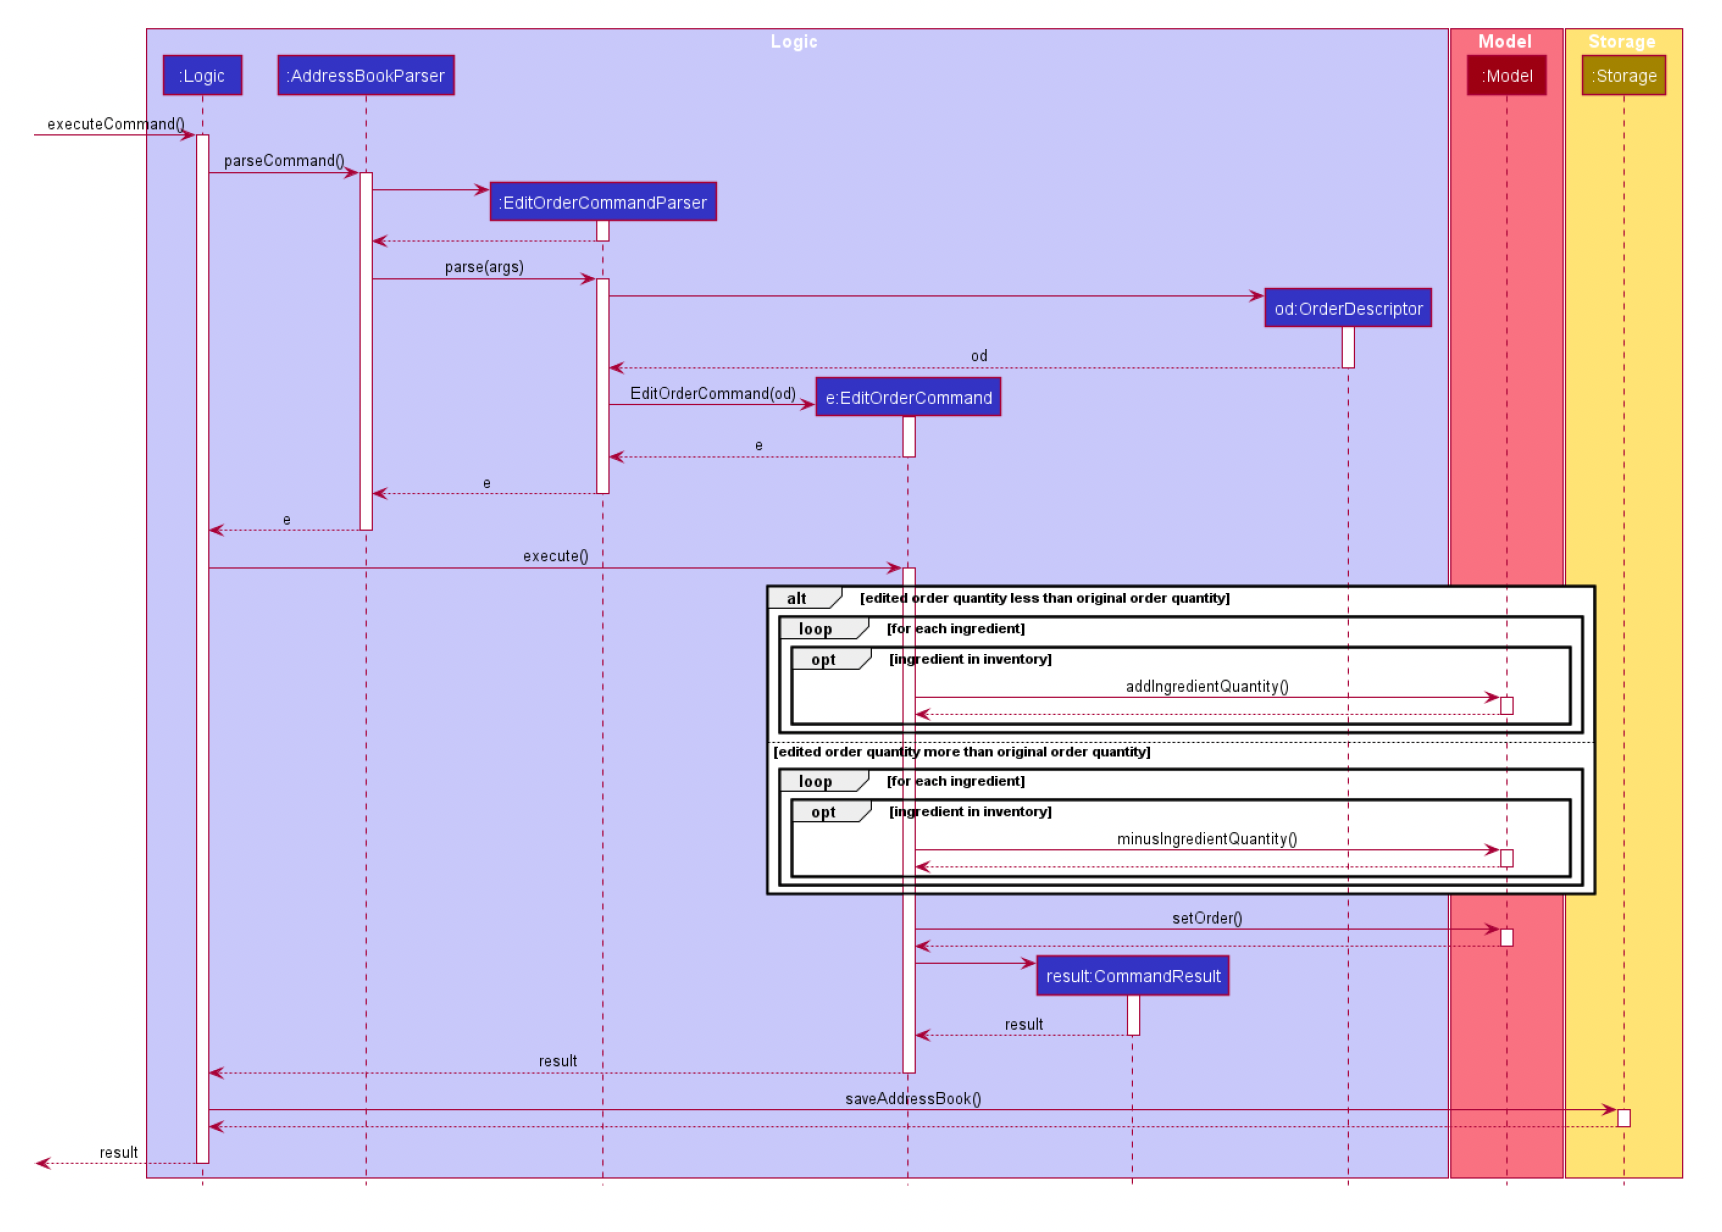 Logic
Model
Storage
:Logic
:AddressBookParser
:Model
:Storage
executeCommand()
parseCommand()
:EditOrderCommandParser
parse(args)
od:OrderDescriptor
od
EditOrderCommand(od)
e:EditOrderCommand
e
e
e
execute()
alt
[edited order quantity less than original order quantity]
loop
[for each ingredient]
opt
[ingredient in inventory]
addIngredientQuantity()
[edited order quantity more than original order quantity]
loop
[for each ingredient]
opt
[ingredient in inventory]
minusIngredientQuantity()
setOrder()
result:CommandResult
result
result
saveAddressBook()
result